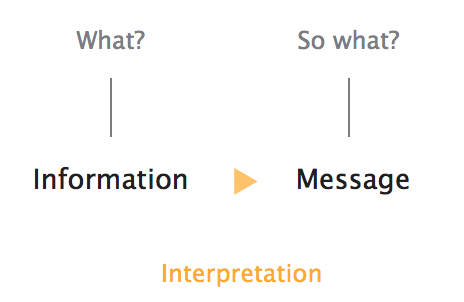 What? So what?
Information Message
Interpretation